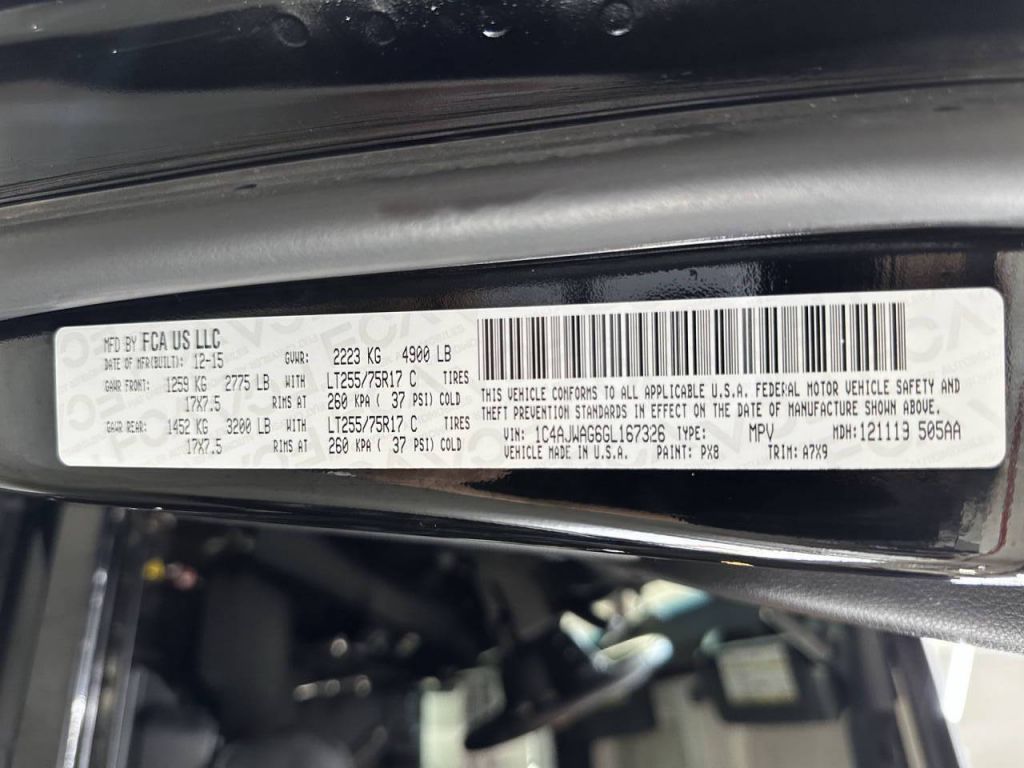 MFD BY FCA US LLC
DATE OF MFR(BUILT): 12-15 GVWR: 2223 KG 4900 LB
GAWR FRONT: 1259 KG 2775 LB WITH LT255/75R17 C TIRES
17X7.5 RIMS AT 260 KPA ( 37 PSI) COLD
GAWR REAR: 1452 KG 3200 LB WITH LT255/75R17 C TIRES
17X7.5 RIMS AT 260 KPA ( 37 PSI) COLD
THIS VEHICLE CONFORMS TO ALL APPLICABLE U.S.A. FEDERAL MOTOR VEHICLE SAFETY AND
THEFT PREVENTION STANDARDS IN EFFECT ON THE DATE OF MANUFACTURE SHOWN ABOVE.
VIN: 1C4AJWAG6GL167326 TYPE: MPV MDH:121113 505AA
VEHICLE MADE IN U.S.A. PAINT: PX8 TRIM: A7X9